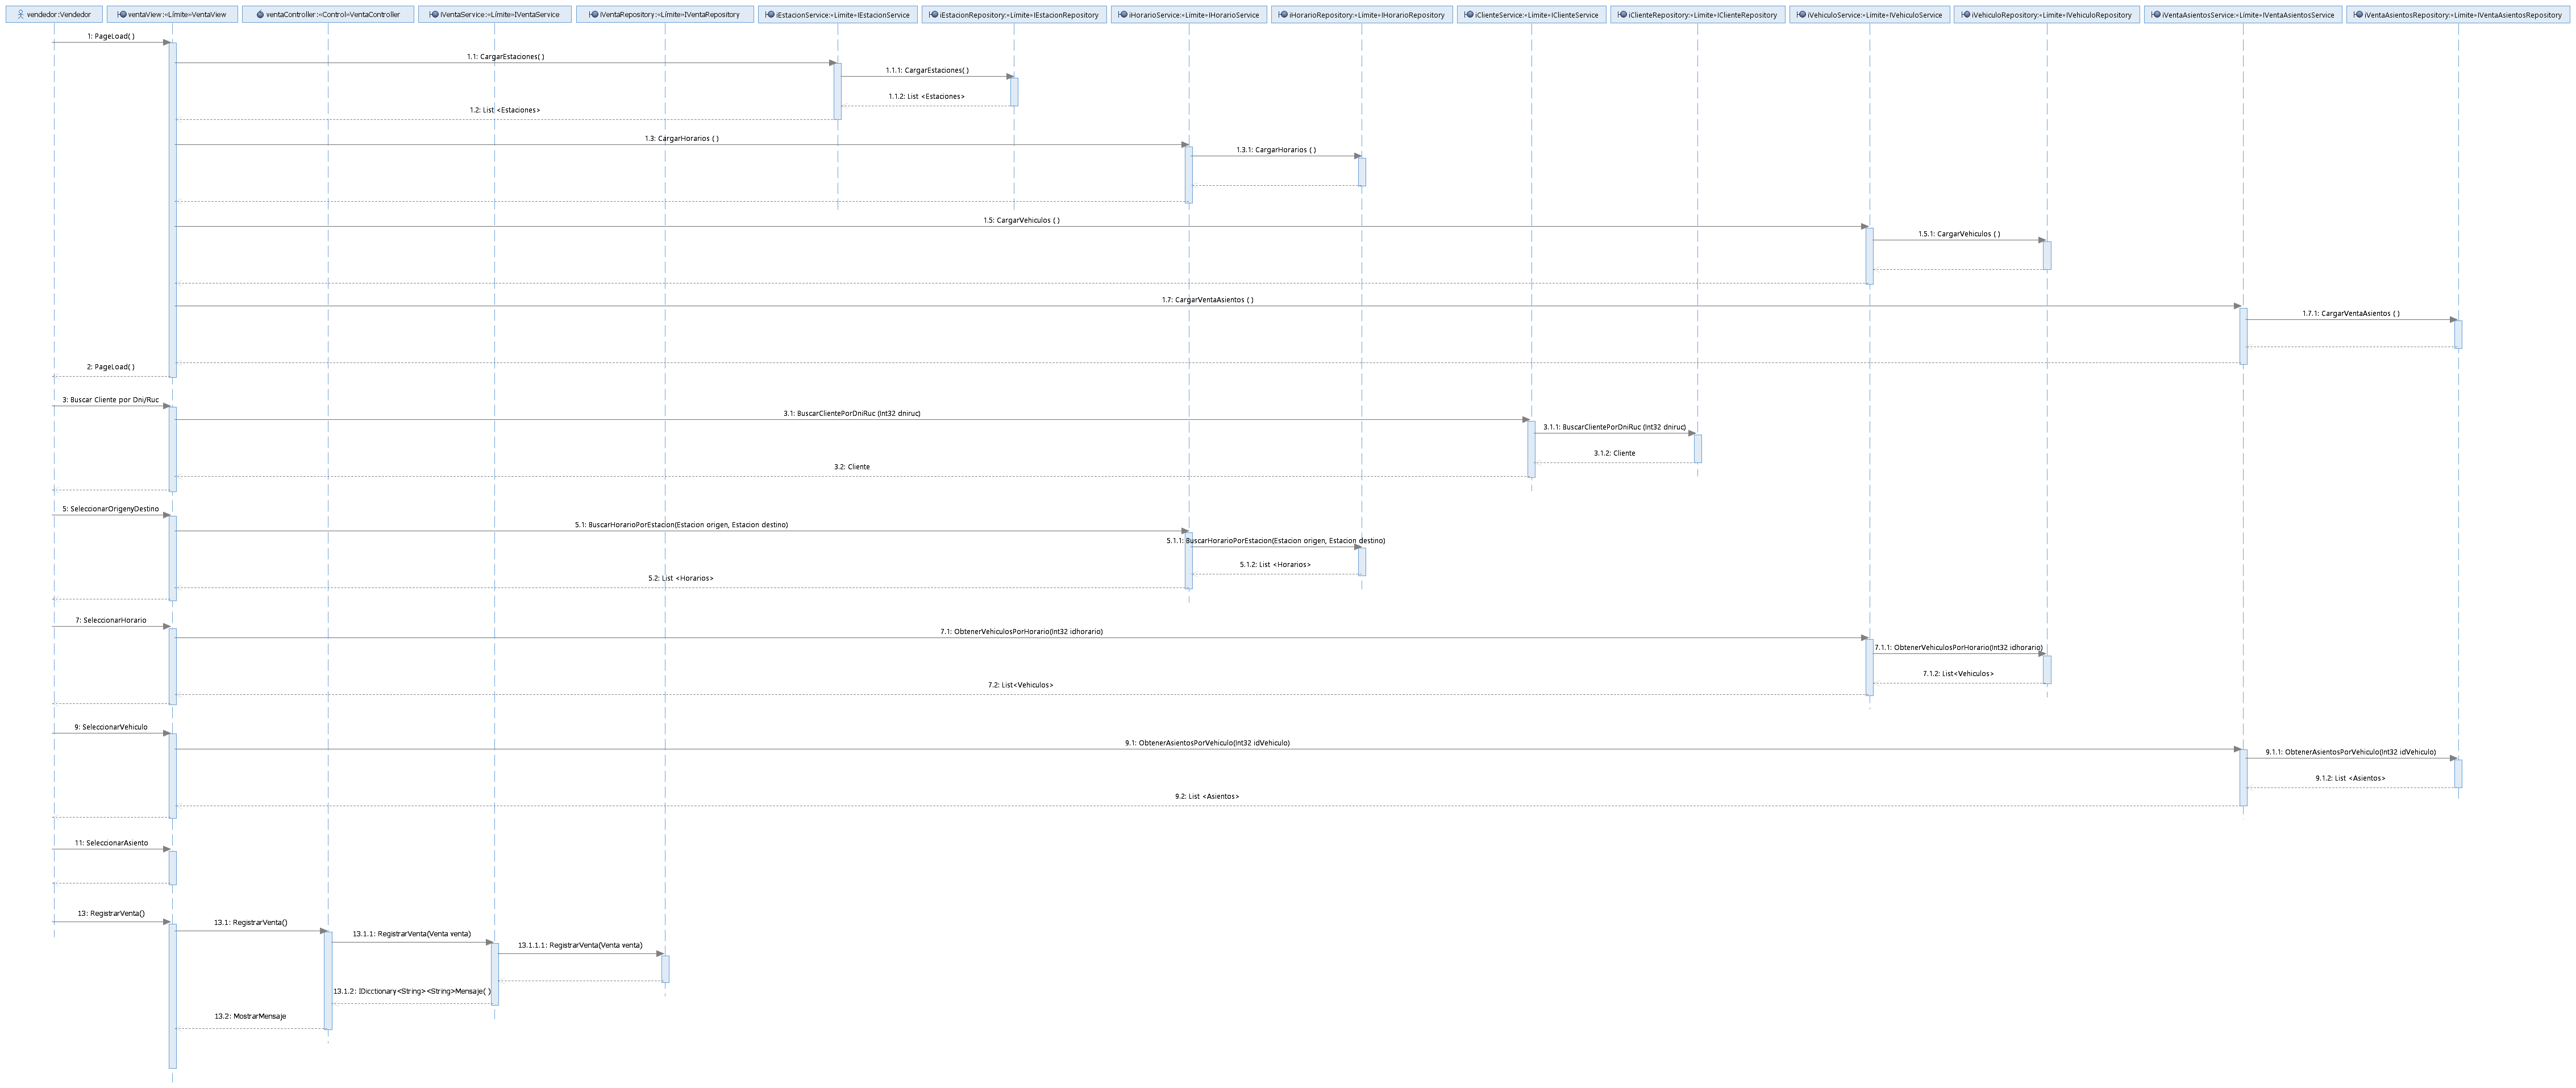 vendedor :Vendedor
ventaView:«Límite»VentaView
ventaController:«Control»VentaController
IVentaService:«Límite»IVentaService
IVentaRepository:«Límite»IVentaRepository
iEstacionService:«Límite»IEstacionService
iEstacionRepository:«Límite»IEstacionRepository
iHorarioService:«Límite»IHorarioService
iHorarioRepository:«Límite»IHorarioRepository
iClienteService:«Límite»IClienteService
iClienteRepository:«Límite»IClienteRepository
iVehiculoService:«Límite»IVehiculoService
iVehiculoRepository:«Límite»IVehiculoRepository
iVentaAsientosService:«Límite»IVentaAsientosService
iVentaAsientosRepository:«Límite»IVentaAsientosRepository
1: PageLoad( )
1.1: CargarEstaciones( )
1.1.1: CargarEstaciones( )
1.1.2: List <Estaciones>
1.2: List <Estaciones>
1.3: CargarHorarios ( )
1.3.1: CargarHorarios ( )
1.5: CargarVehiculos ( )
1.5.1: CargarVehiculos ( )
1.7: CargarVentaAsientos ( )
1.7.1: CargarVentaAsientos ( )
2: PageLoad( )
3: Buscar Cliente por Dni/Ruc
3.1: BuscarClientePorDniRuc (Int32 dniruc)
3.1.1: BuscarClientePorDniRuc (Int32 dniruc)
3.1.2: Cliente
3.2: Cliente
5: SeleccionarOrigenyDestino
5.1: BuscarHorarioPorEstacion(Estacion origen, Estacion destino)
5.1.1: BuscarHorarioPorEstacion(Estacion origen, Estacion destino)
5.1.2: List <Horarios>
5.2: List <Horarios>
7: SeleccionarHorario
7.1: ObtenerVehiculosPorHorario(Int32 idhorario)
7.1.1: ObtenerVehiculosPorHorario(Int32 idhorario)
7.1.2: List<Vehiculos>
7.2: List<Vehiculos>
9: SeleccionarVehiculo
9.1: ObtenerAsientosPorVehiculo(Int32 idVehiculo)
9.1.1: ObtenerAsientosPorVehiculo(Int32 idVehiculo)
9.1.2: List <Asientos>
9.2: List <Asientos>
11: SeleccionarAsiento
13: RegistrarVenta()
13.1: RegistrarVenta()
13.1.1: RegistrarVenta(Venta venta)
13.1.1.1: RegistrarVenta(Venta venta)
13.1.2: IDicctionary<String><String>Mensaje( )
13.2: MostrarMensaje